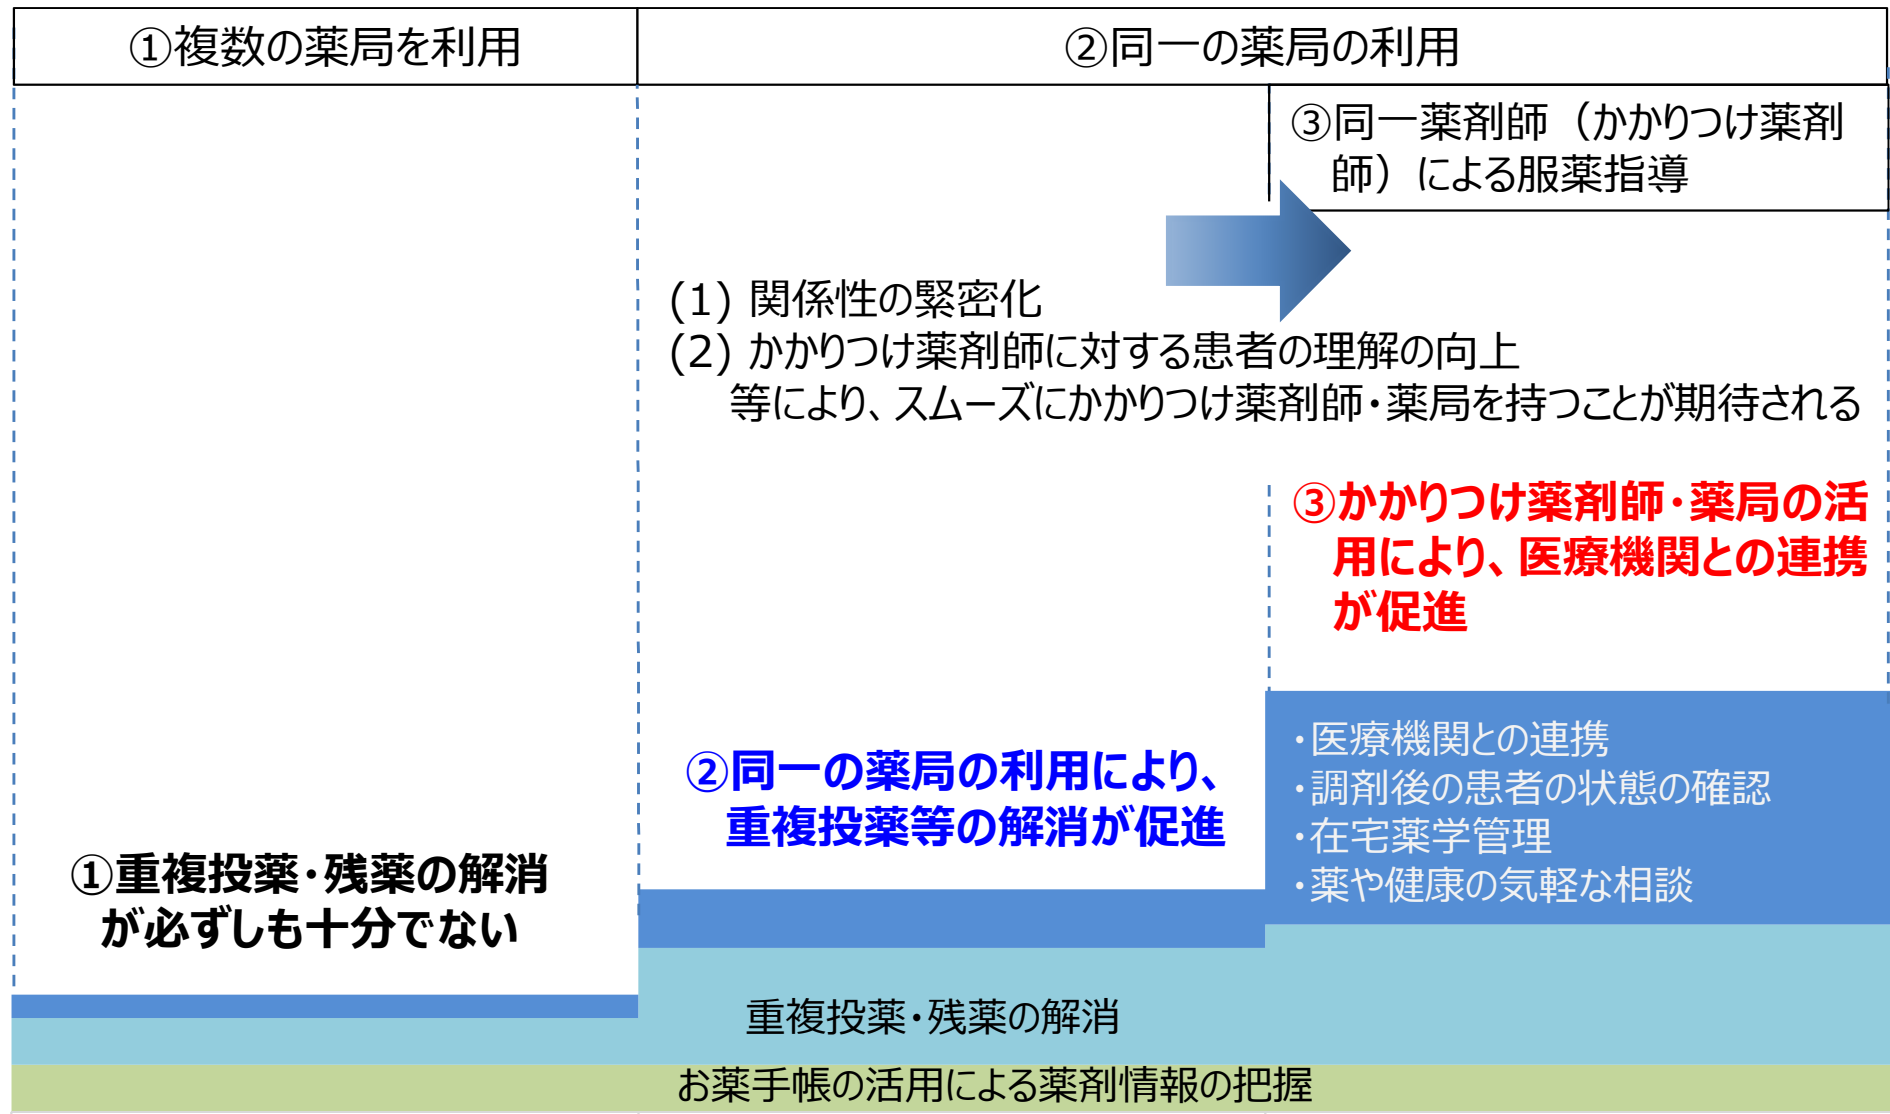 ①複数の薬局を利用
②同一の薬局の利用
③同一薬剤師（かかりつけ薬剤
師）による服薬指導
(1) 関係性の緊密化
(2) かかりつけ薬剤師に対する患者の理解の向上
等により、スムーズにかかりつけ薬剤師・薬局を持つことが期待される
③かかりつけ薬剤師・薬局の活
用により、医療機関との連携
が促進
②同一の薬局の利用により、
重複投薬等の解消が促進
①重複投薬・残薬の解消
が必ずしも十分でない
・医療機関との連携
・調剤後の患者の状態の確認
・在宅薬学管理
・薬や健康の気軽な相談
重複投薬・残薬の解消
お薬手帳の活用による薬剤情報の把握